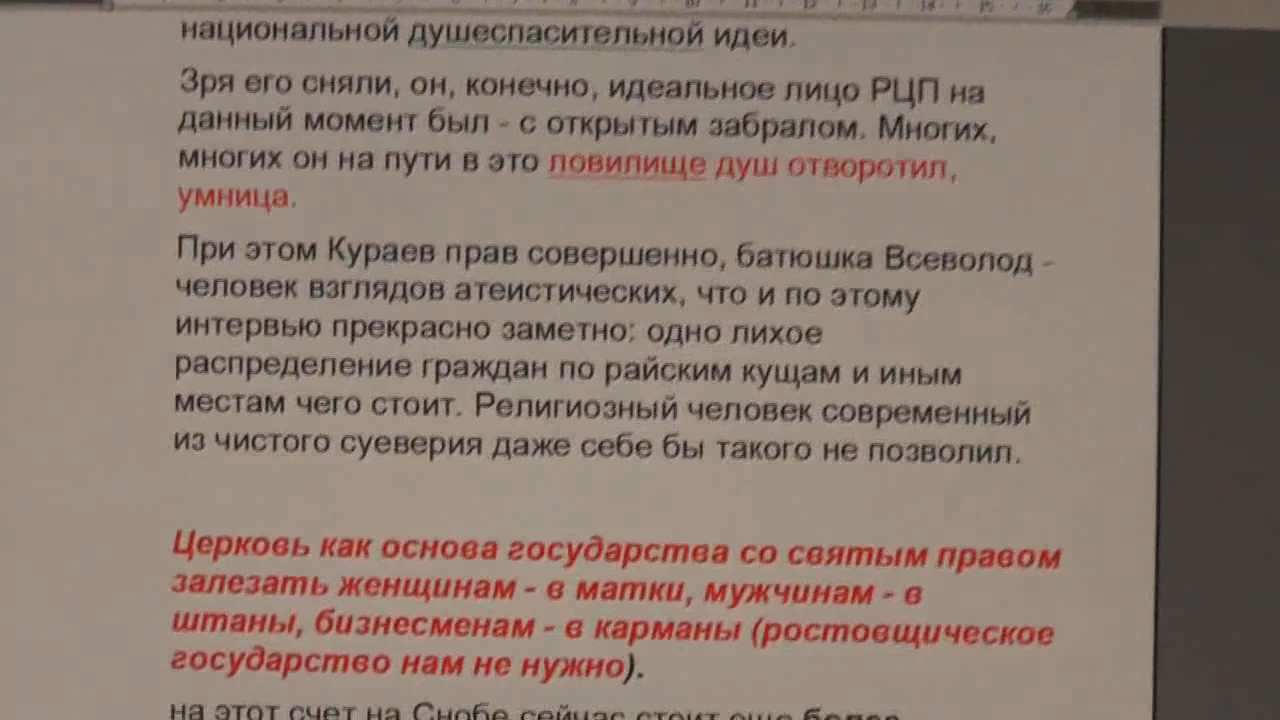 национальной душеспасительной идеи.
Зря его сняли, он, конечно, идеальное лицо РЦП на
данный момент был - с открытым забралом. Многих,
многих он на пути в это ловилище душ отворотил,
умница.
При этом Кураев прав совершенно, батюшка Всеволод -
человек взглядов атеистических, что и по этому
интервью прекрасно заметно: одно лихое
распределение граждан по райским кущам и иным
местам чего стоит. Религиозный человек современный
из чистого суеверия даже себе бы такого не позволил.
Церковь как основа государства со святым правом
залезать женщинам - в матки, мужчинам - в
штаны, бизнесменам - в карманы (ростовщическое
государство нам не нужно).
на этот счет на Снобе сейчас стоит еще более